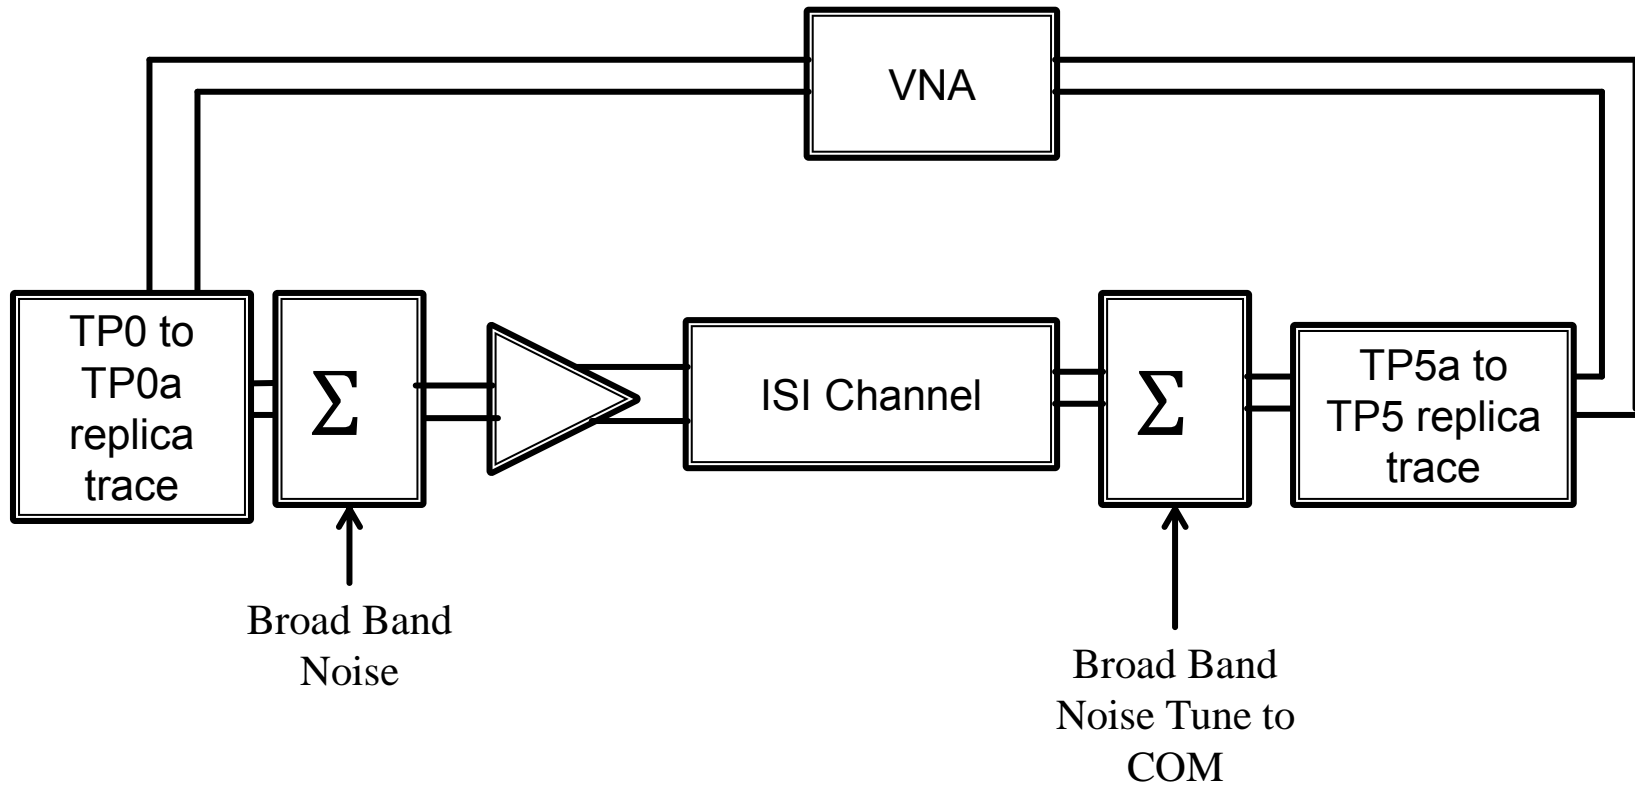 VNA
TP0 to
TP0a
replica
trace
Σ
ISI Channel
Σ
TP5a to
TP5 replica
trace
Broad Band
Noise
Broad Band
Noise Tune to
COM